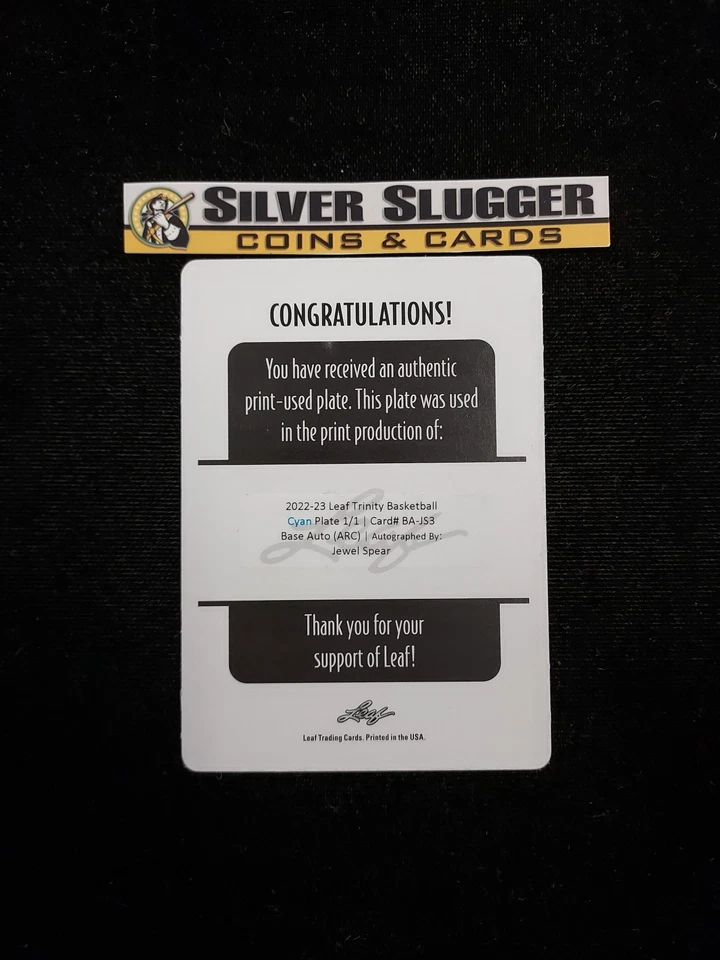 SILVER SLUGGER
COINS & CARDS
CONGRATULATIONS!
You have received an authentic
print-used plate. This plate was used
in the print production of:
2022-23 Leaf Trinity Basketball
Cyan Plate 1/1 | Card# BA-JS3
Base Auto (ARC) | Autographed By:
Jewel Spear
Leaf
Thank you for your
support of Leaf!
Leaf
Leaf Trading Cards. Printed in the USA.